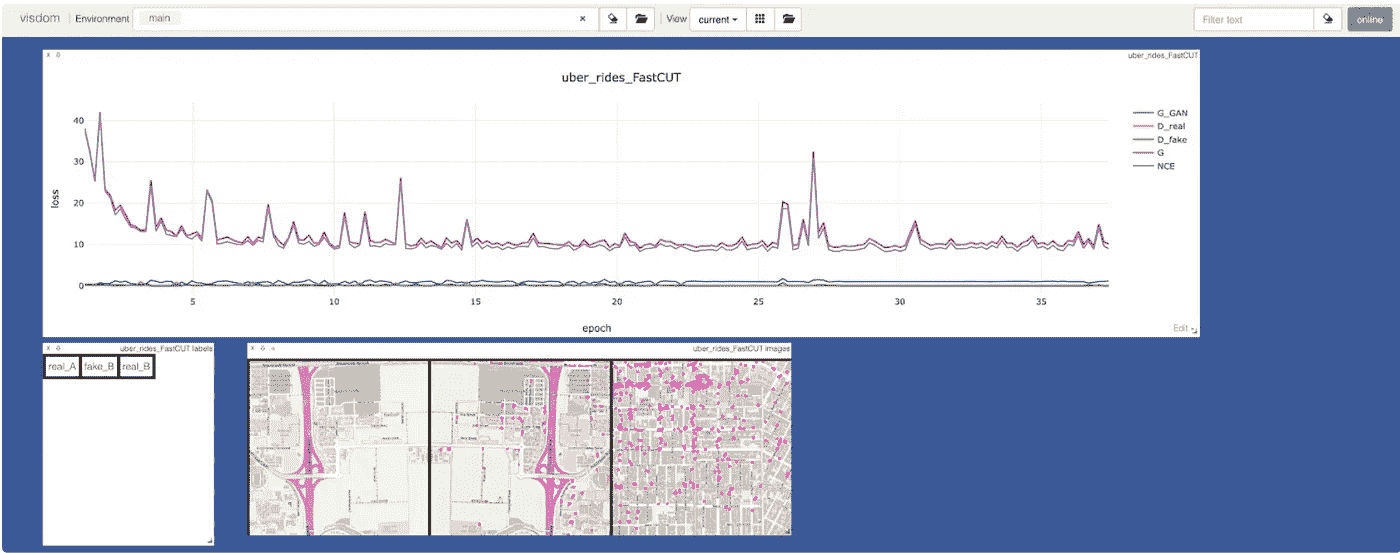 visdom Environment main × View current Filter text online
x uber_rides_FastCUT
uber_rides_FastCUT
40
30
20
10
0
loss
5 10 15 20 25 30 35
epoch
G_GAN
D_real
D_fake
G
NCE
Edit
x uber_rides_FastCUT labels
real_A fake_B real_B
x uber_rides_FastCUT images